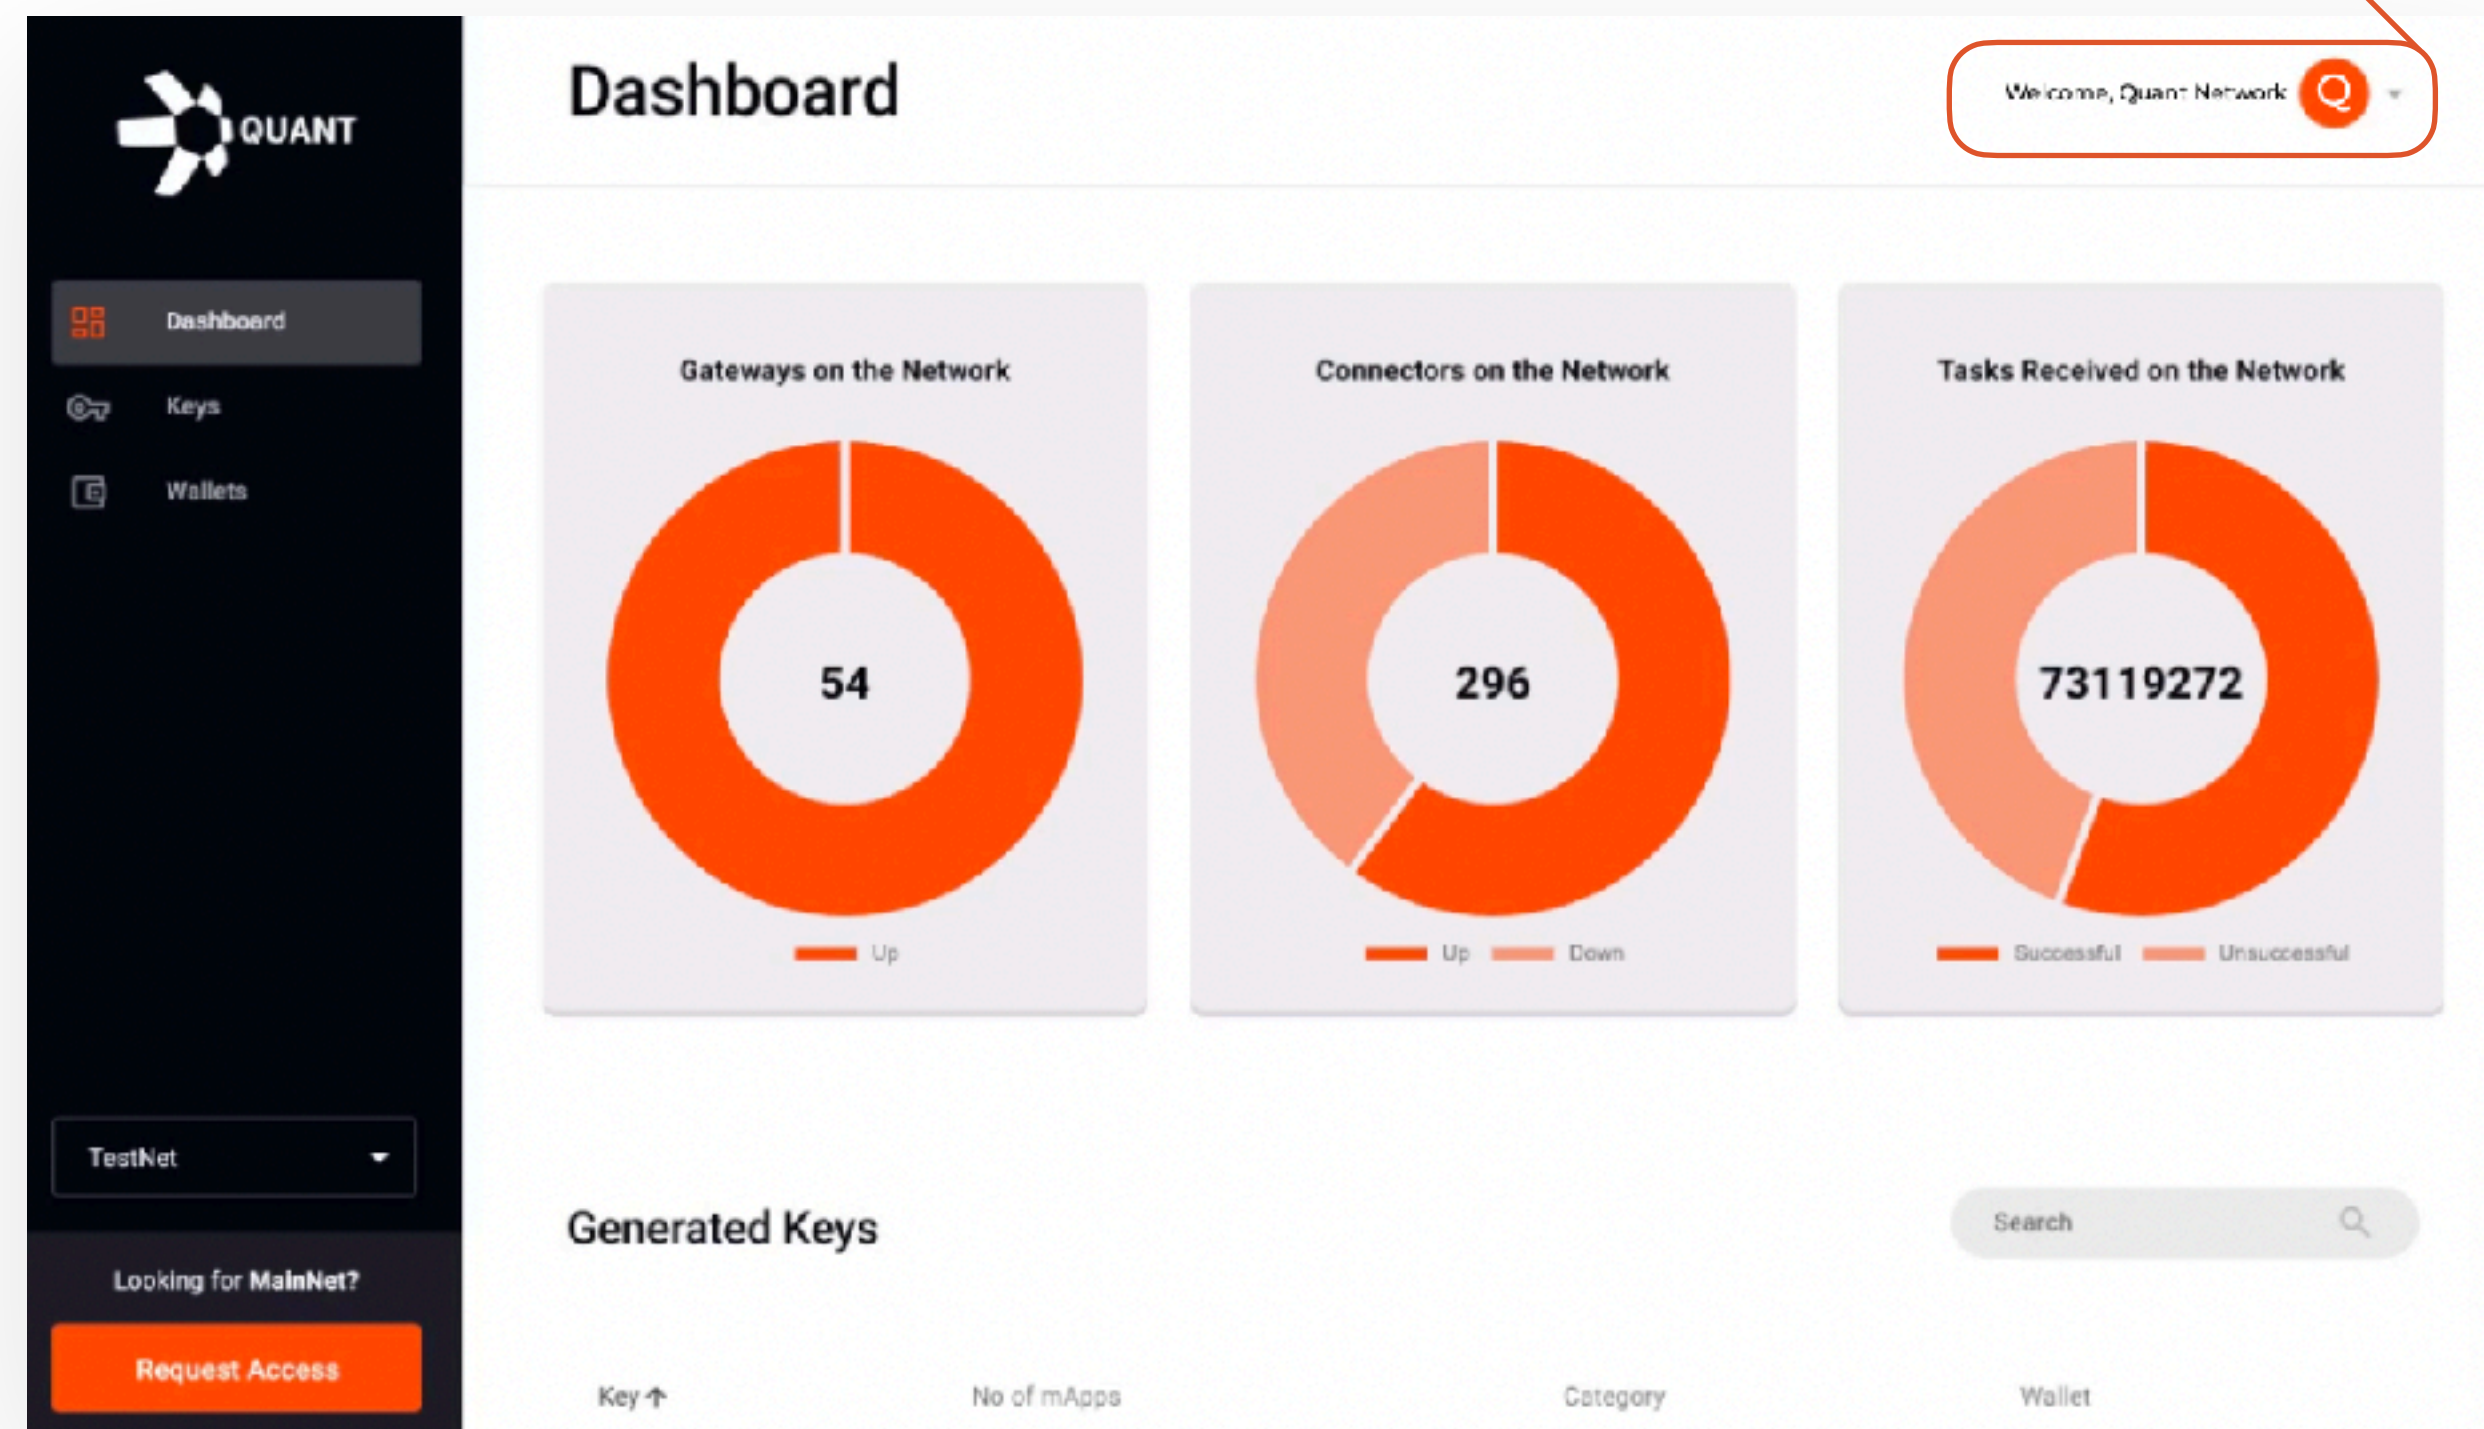 QUANT
Dashboard
Welcome, Quant Network
Q
Dashboard
Keys
Wallets
Gateways on the Network
54
Up
Connectors on the Network
296
Up Down
Tasks Received on the Network
73119272
Successful Unsuccessful
TestNet
Looking for MainNet?
Request Access
Generated Keys
Search
Key No of mApps Category Wallet